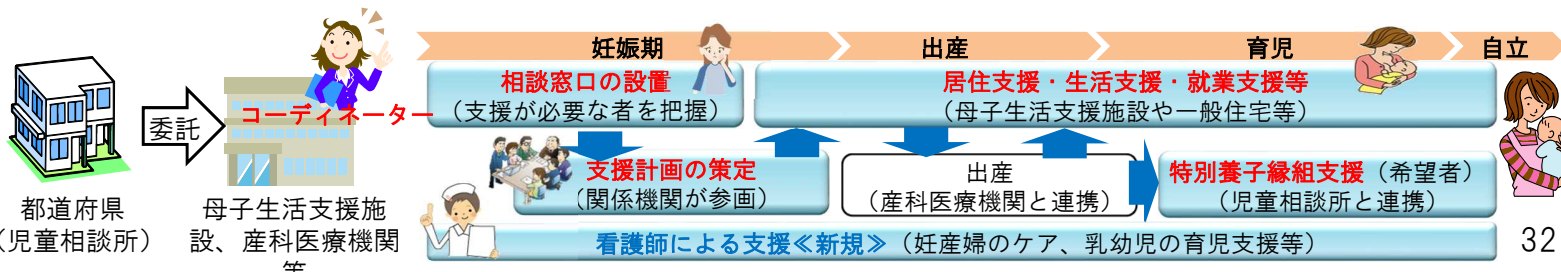 妊娠期
出産
育児
自立
相談窓口の設置
(支援が必要な者を把握)
居住支援・生活支援・就業支援等
(母子生活支援施設や一般住宅等)
委託
コーディネーター
支援計画の策定
(関係機関が参画)
出産
(産科医療機関と連携)
特別養子縁組支援(希望者)
(児童相談所と連携)
都道府県
(児童相談所)
母子生活支援施
設、産科医療機関
等
看護師による支援≪新規≫(妊産婦のケア、乳幼児の育児支援等)
32